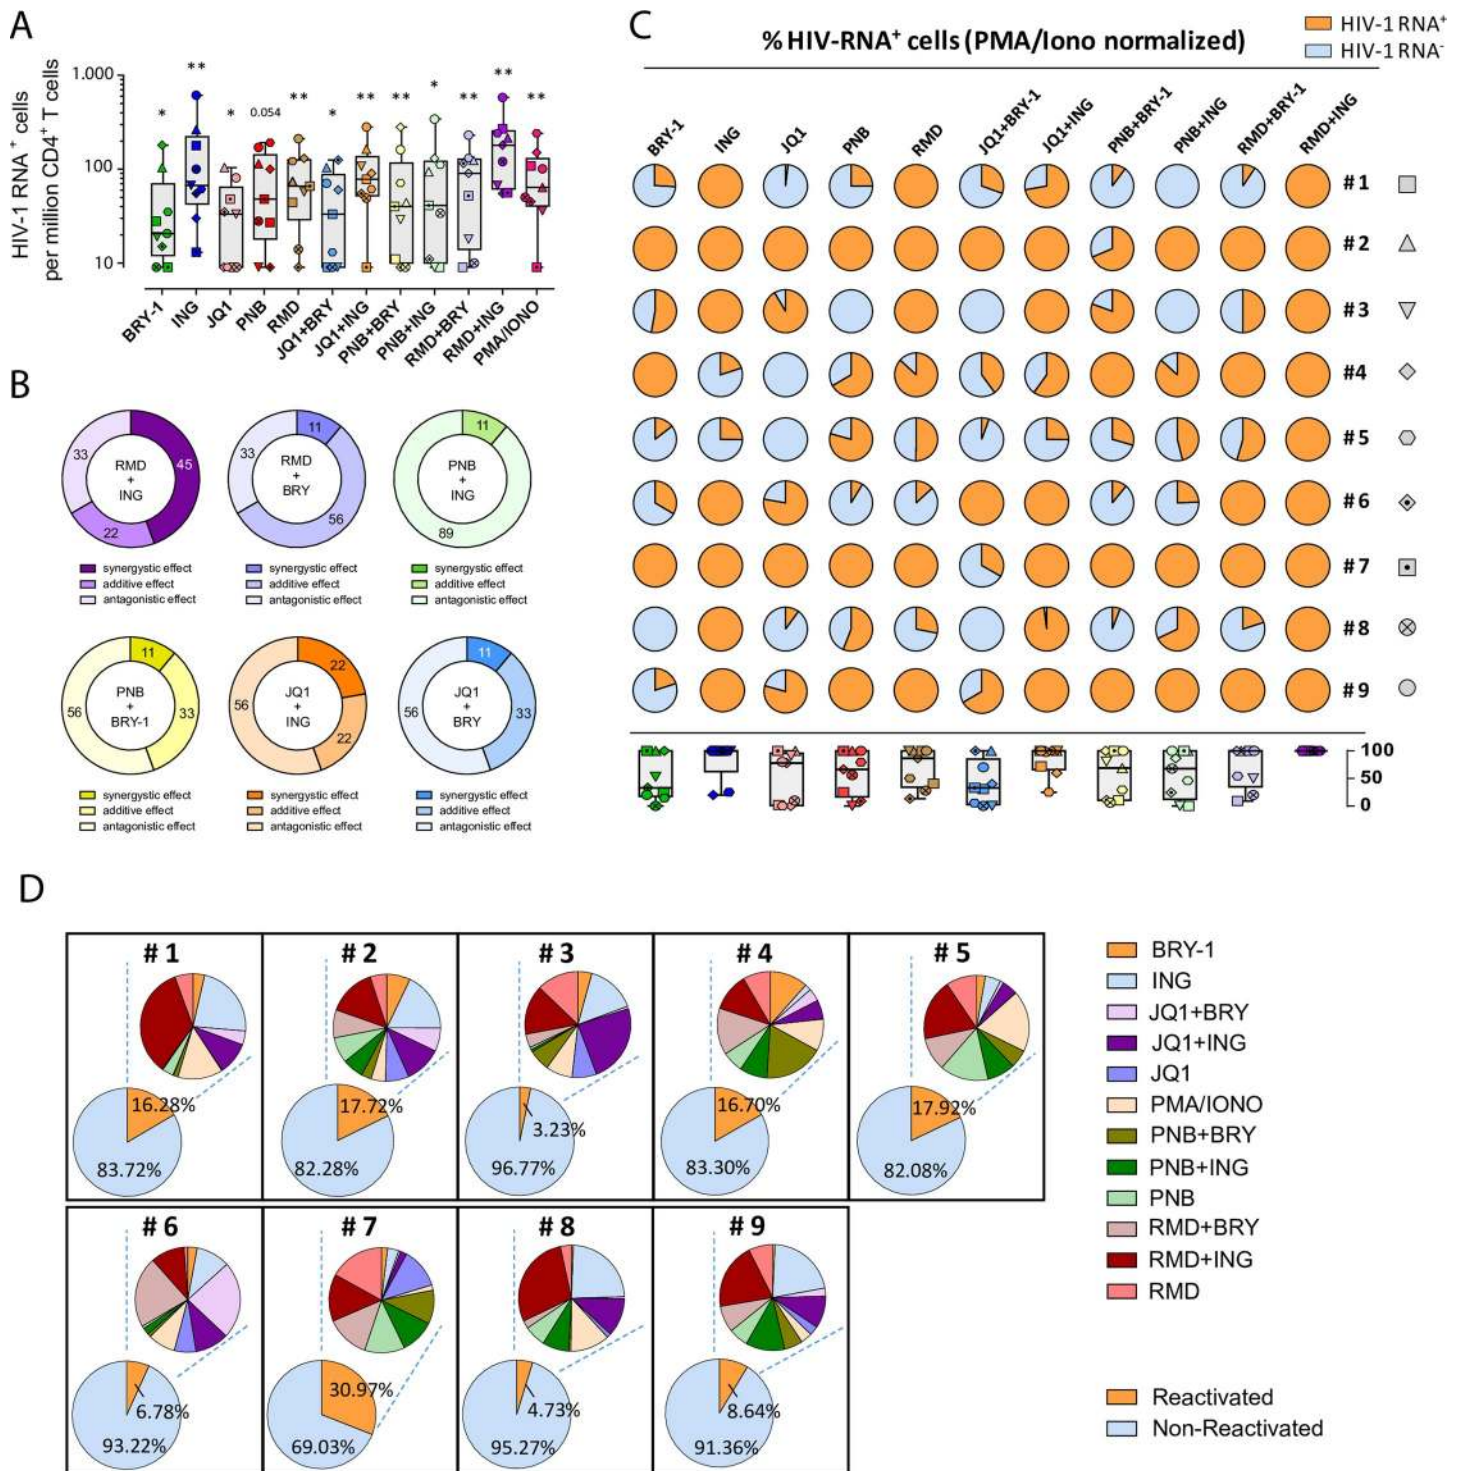 A
HIV-1 RNA + cells
per million CD4+ T cells
1.000
100
10
*
**
*
0.054
**
*
**
**
*
**
**
**
BRY-1
ING
JQ1
PNB
RMD
JQ1+BRY
JQ1+ING
PNB+BRY
PNB+ING
RMD+BRY
RMD+ING
PMA/IONO
B
RMD
+
ING
33
45
22
synergystic effect
additive effect
antagonistic effect
RMD
+
BRY
11
33
56
synergystic effect
additive effect
antagonistic effect
PNB
+
ING
11
89
synergystic effect
additive effect
antagonistic effect
PNB
+
BRY-1
11
56
33
synergistic effect
additive effect
antagonistic effect
JQ1
+
ING
22
56
22
synergistic effect
additive effect
antagonistic effect
JQ1
+
BRY
11
56
33
synergistic effect
additive effect
antagonistic effect
C
% HIV-RNA+ cells (PMA/Iono normalized)
HIV-1 RNA+
HIV-1 RNA-
BRY-1
ING
JQ1
PNB
RMD
JQ1+BRY-1
JQ1+ING
PNB+BRY-1
PNB+ING
RMD+BRY-1
RMD+ING
#1
#2
#3
#4
#5
#6
#7
#8
#9
100
50
0
D
# 1
16.28%
83.72%
# 2
17.72%
82.28%
# 3
3.23%
96.77%
# 4
16.70%
83.30%
# 5
17.92%
82.08%
# 6
6.78%
93.22%
# 7
30.97%
69.03%
# 8
4.73%
95.27%
# 9
8.64%
91.36%
BRY-1
ING
JQ1+BRY
JQ1+ING
JQ1
PMA/IONO
PNB+BRY
PNB+ING
PNB
RMD+BRY
RMD+ING
RMD
Reactivated
Non-Reactivated